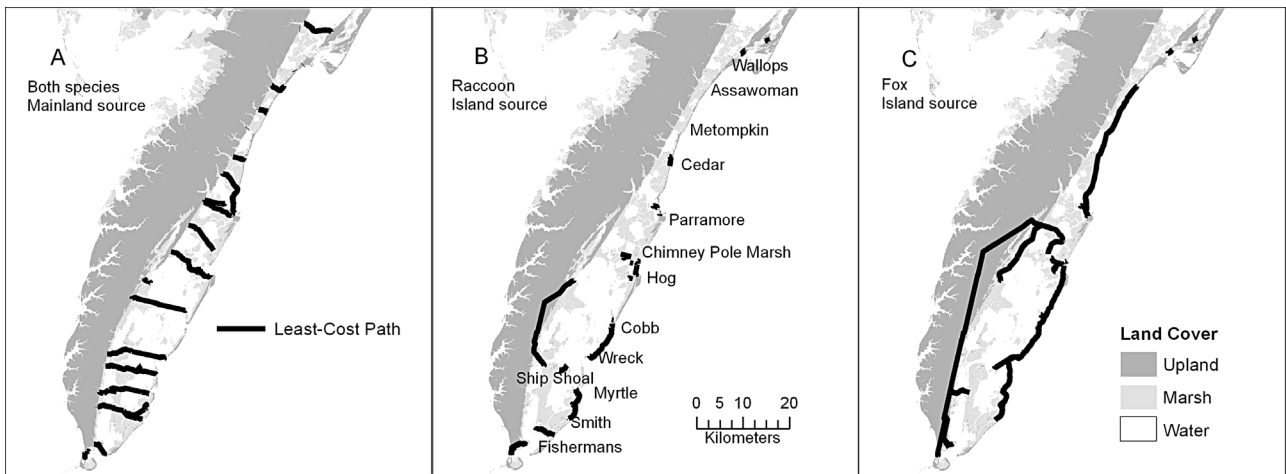 A
Both species
Mainland source
Least-Cost Path
B
Raccoon
Island source
Wallops
Assawoman
Metompkin
Cedar
Parramore
Chimney Pole Marsh
Hog
Cobb
Wreck
Ship Shoal
Myrtle
Smith
Fishermans
0 5 10 20
Kilometers
C
Fox
Island source
Land Cover
Upland
Marsh
Water